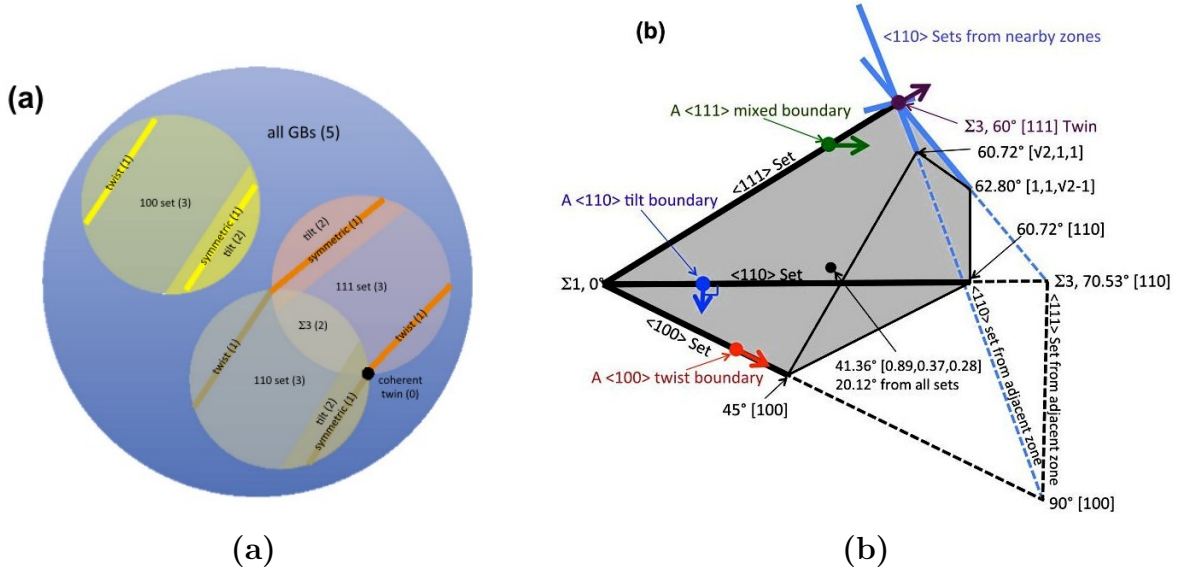 (a)
all GBs (5)
twist (1)
100 set (3)
symmetric (1)
tilt (2)
tilt (2)
symmetric (1)
111 set (3)
Σ3 (2)
twist (1)
twist (1)
110 set (3)
coherent
twin (0)
tilt (2)
symmetric (1)
(a)
(b)
<110> Sets from nearby zones
A <111> mixed boundary
Σ3, 60° [111] Twin
60.72° [√2,1,1]
<111> Set
62.80° [1,1,√2-1]
A <110> tilt boundary
60.72° [110]
Σ1, 0°
<110> Set
Σ3, 70.53° [110]
<100> Set
<110> set from adjacent zone
<111> Set from adjacent zone
A <100> twist boundary
41.36° [0.89,0.37,0.28]
20.12° from all sets
45° [100]
90° [100]
(b)